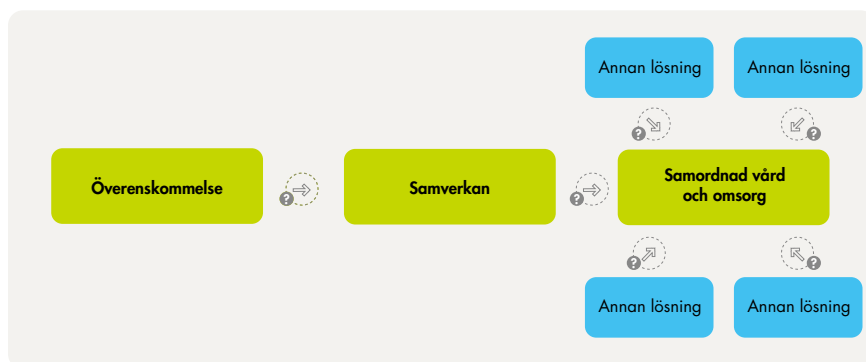 Annan lösning
Annan lösning
?
?
Överenskommelse
?
Samverkan
?
Samordnad vård
och omsorg
?
?
Annan lösning
Annan lösning